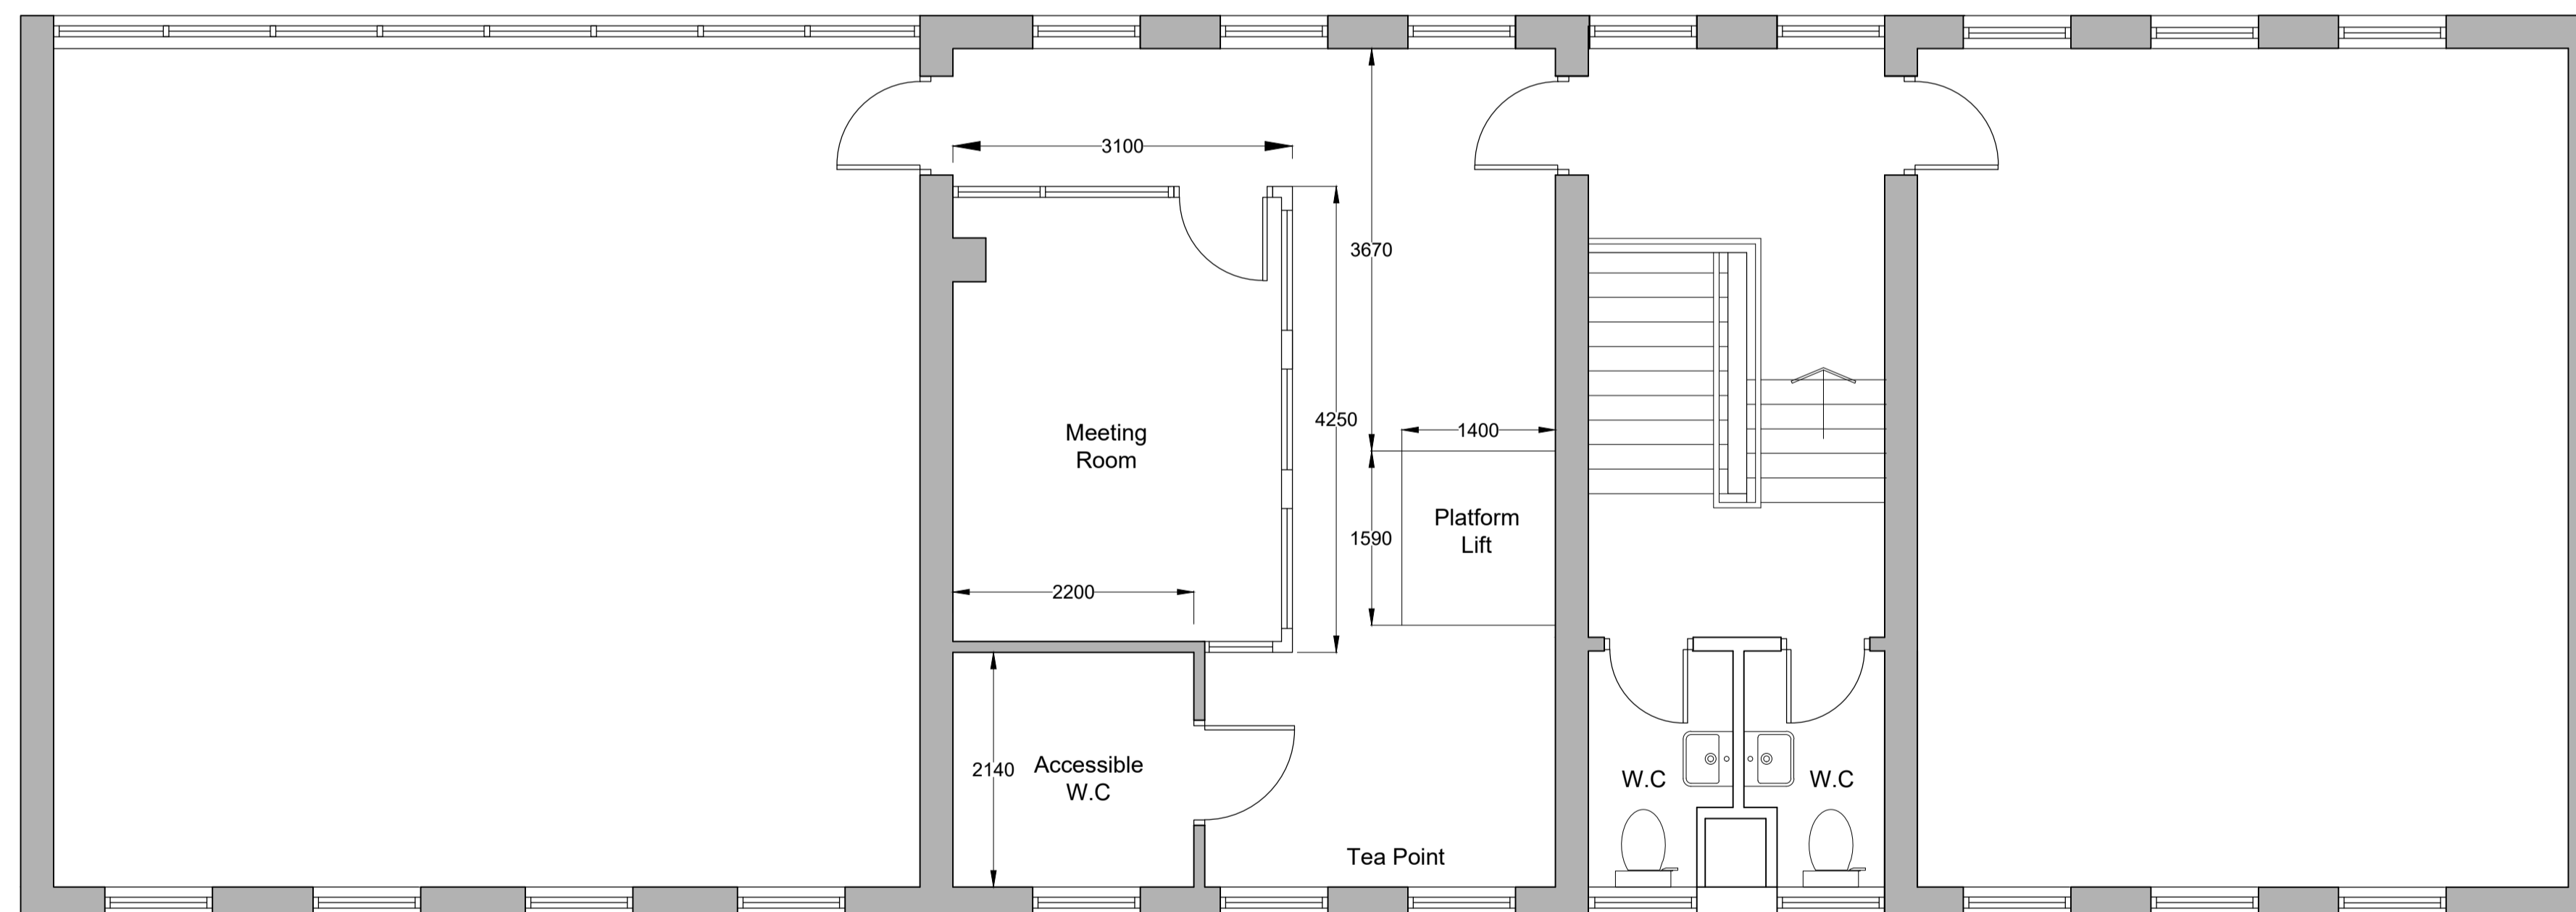 3100
3670
4250
1400
Meeting
Room
Platform
Lift
1590
2200
Accessible
W.C
2140
W.C
W.C
Tea Point